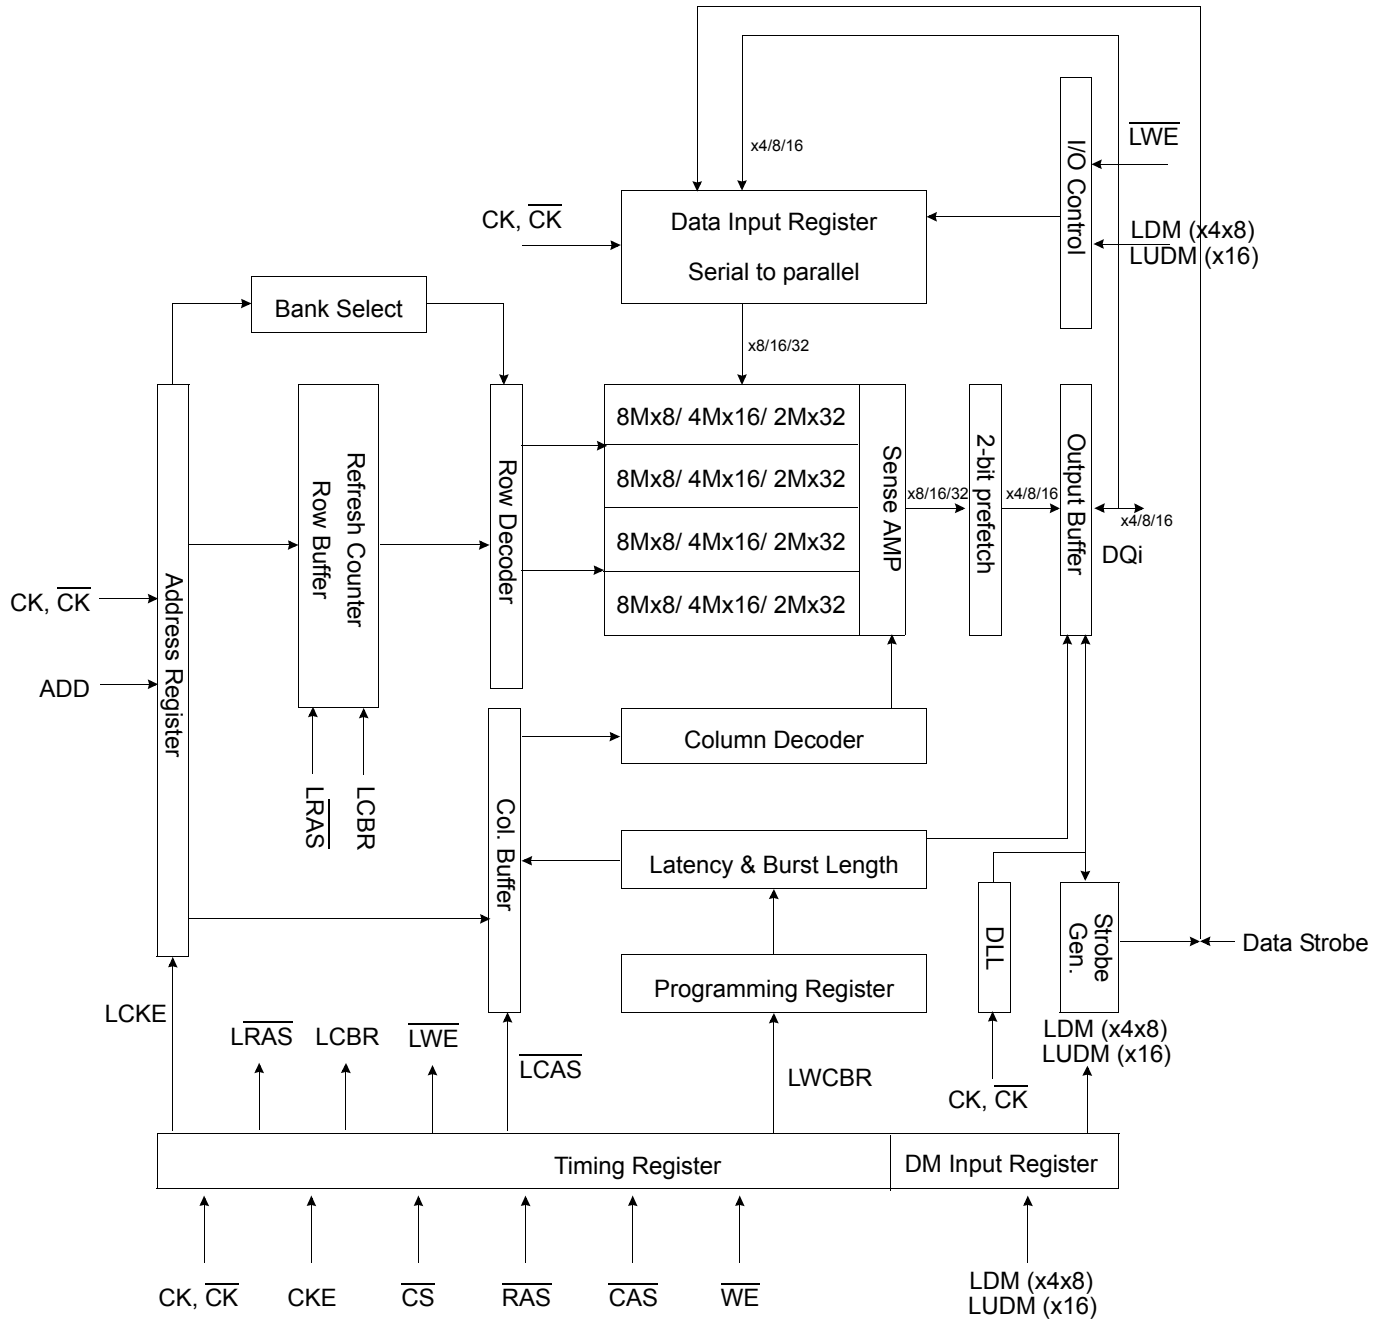 x4/8/16
LWE
I/O Control
CK, CK
Data Input Register
Serial to parallel
LDM (x4x8)
LUDM (x16)
Bank Select
x8/16/32
8Mx8/ 4Mx16/ 2Mx32
8Mx8/ 4Mx16/ 2Mx32
8Mx8/ 4Mx16/ 2Mx32
8Mx8/ 4Mx16/ 2Mx32
Address Register
Refresh Counter
Row Buffer
Row Decoder
Sense AMP
x8/16/32
2-bit prefetch
x4/8/16
Output Buffer
x4/8/16
DQi
CK, CK
ADD
LRAS
LCBR
Col. Buffer
Column Decoder
Latency & Burst Length
Programming Register
DLL
Strobe
Gen.
Data Strobe
LCKE
LRAS
LCBR
LWE
LCAS
LWCBR
CK, CK
LDM (x4x8)
LUDM (x16)
Timing Register
DM Input Register
CK, CK
CKE
CS
RAS
CAS
WE
LDM (x4x8)
LUDM (x16)